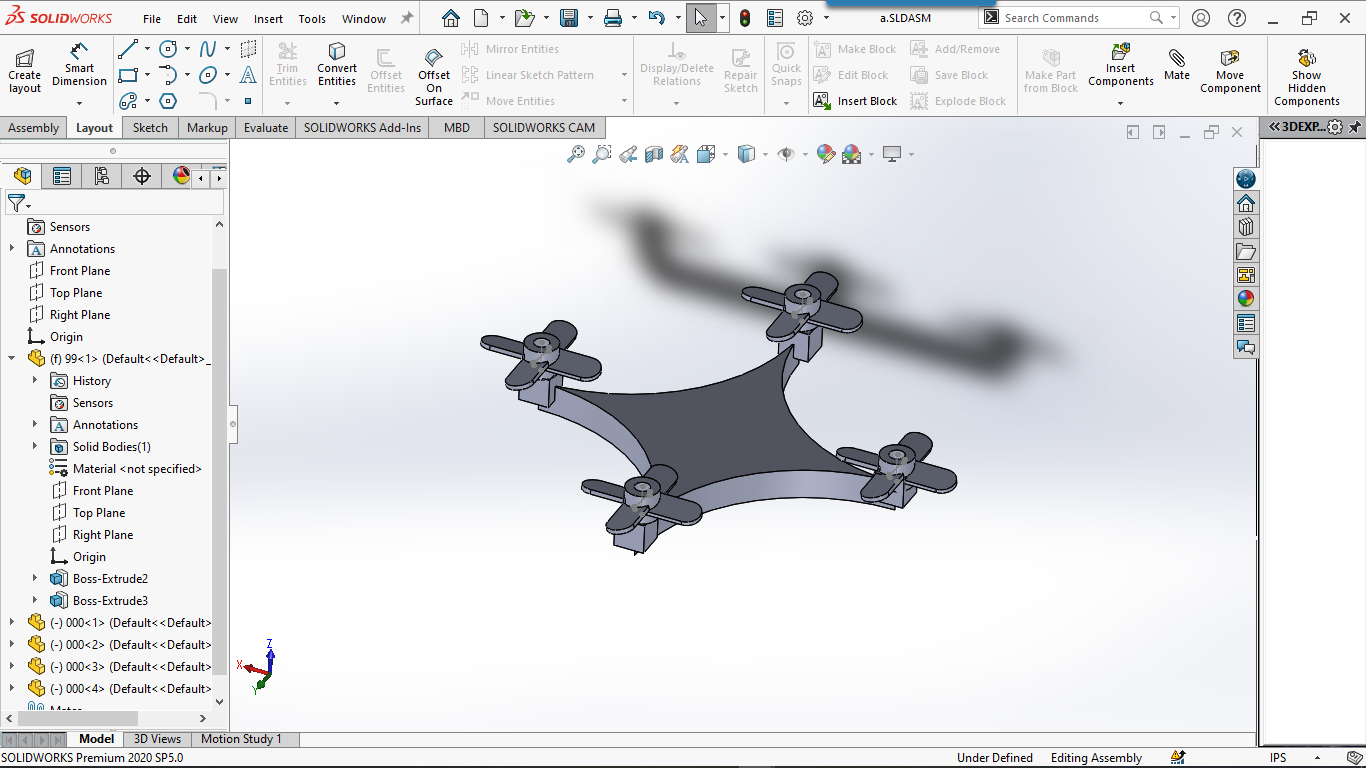 SOLIDWORKS File Edit View Insert Tools Window a.SLDASM Search Commands
Create layout
Smart Dimension
Trim Entities
Convert Entities
Offset Entities
Offset On Surface
Mirror Entities
Linear Sketch Pattern
Move Entities
Display/Delete Relations
Repair Sketch
Quick Snaps
Make Block
Edit Block
Insert Block
Add/Remove
Save Block
Explode Block
Make Part from Block
Insert Components
Mate
Move Component
Show Hidden Components
Assembly Layout Sketch Markup Evaluate SOLIDWORKS Add-Ins MBD SOLIDWORKS CAM
3DEXP...
Sensors
Annotations
Front Plane
Top Plane
Right Plane
Origin
(f) 99<1> (Default<<Default>_
History
Sensors
Annotations
Solid Bodies(1)
Material <not specified>
Front Plane
Top Plane
Right Plane
Origin
Boss-Extrude2
Boss-Extrude3
(-) 000<1> (Default<<Default>
(-) 000<2> (Default<<Default>
(-) 000<3> (Default<<Default>
(-) 000<4> (Default<<Default>
Z
X
Y
Model 3D Views Motion Study 1
SOLIDWORKS Premium 2020 SP5.0 Under Defined Editing Assembly IPS